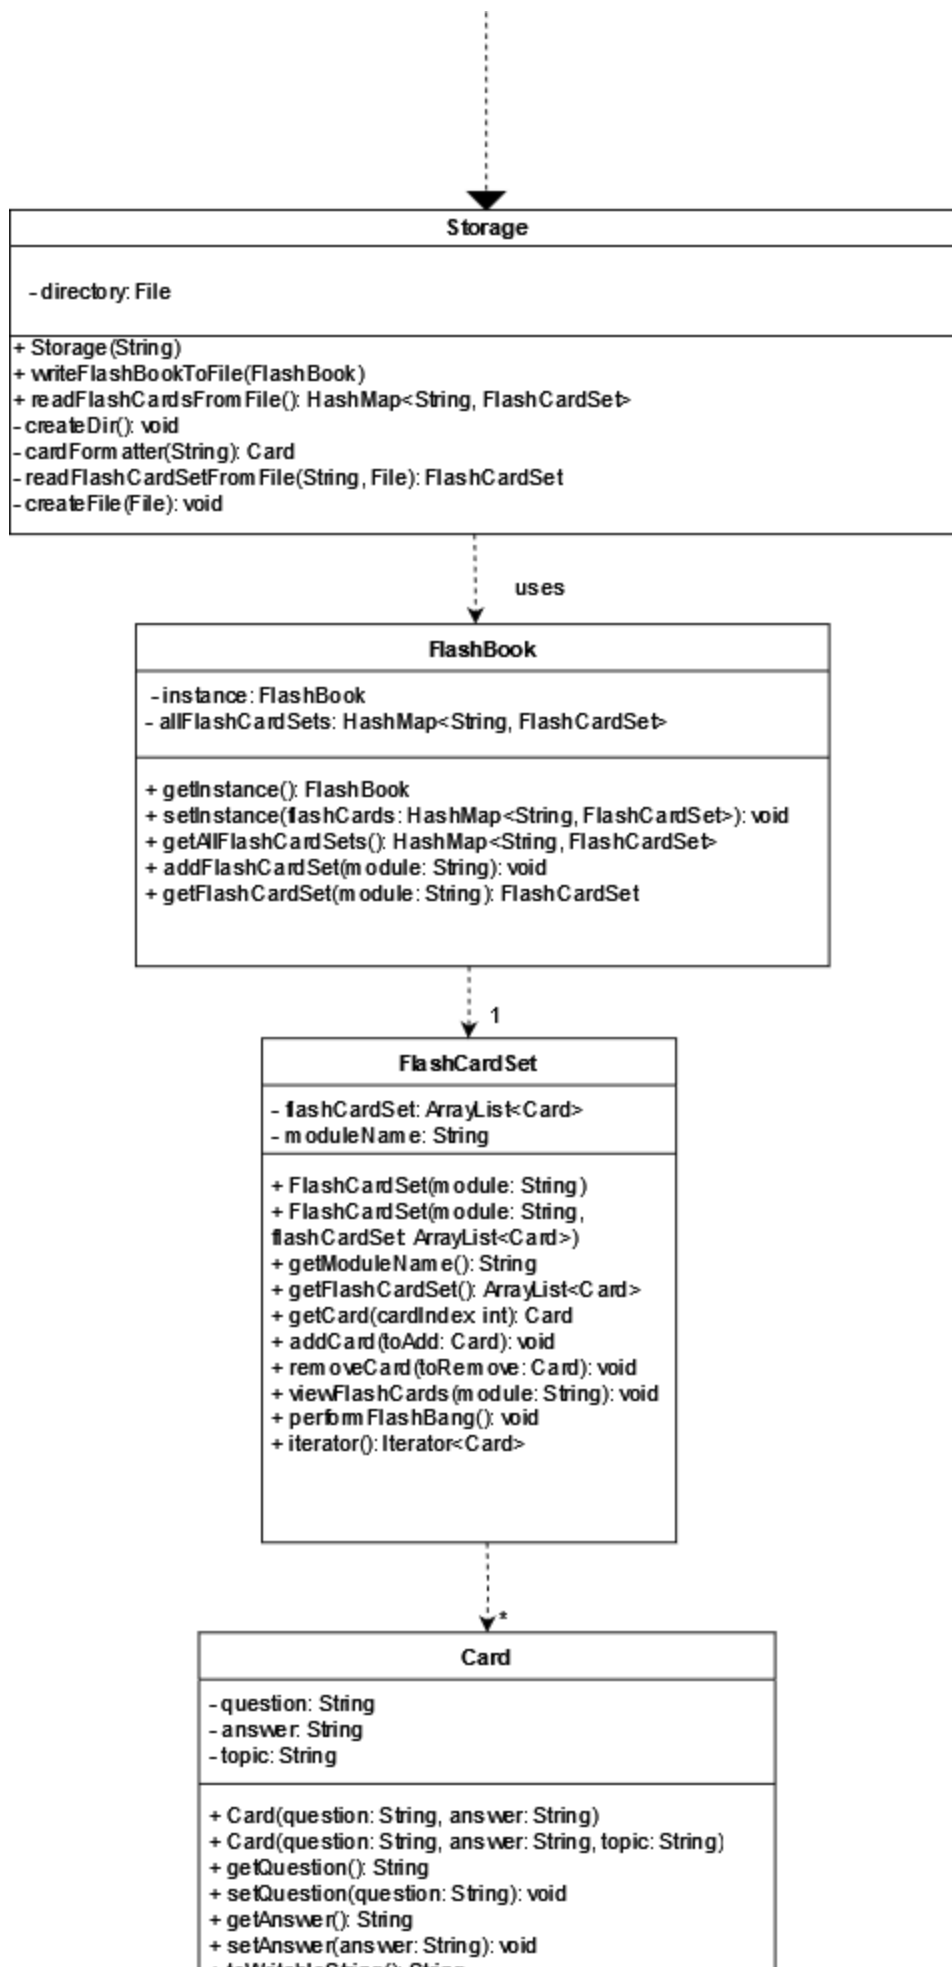 Storage
- directory: File
+ Storage(String)
+ writeFlashBookToFile(FlashBook)
+ readFlashCardsFromFile(): HashMap<String, FlashCardSet>
- createDir(): void
- cardFormatter(String): Card
- readFlashCardSetFromFile(String, File): FlashCardSet
- createFile(File): void
uses
FlashBook
- instance: FlashBook
- allFlashCardSets: HashMap<String, FlashCardSet>
+ getInstance(): FlashBook
+ setInstance(flashCards: HashMap<String, FlashCardSet>): void
+ getAllFlashCardSets(): HashMap<String, FlashCardSet>
+ addFlashCardSet(module: String): void
+ getFlashCardSet(module: String): FlashCardSet
1
FlashCardSet
- flashCardSet: ArrayList<Card>
- moduleName: String
+ FlashCardSet(module: String)
+ FlashCardSet(module: String,
flashCardSet: ArrayList<Card>)
+ getModuleName(): String
+ getFlashCardSet(): ArrayList<Card>
+ getCard(cardIndex: int): Card
+ addCard(toAdd: Card): void
+ removeCard(toRemove: Card): void
+ viewFlashCards(module: String): void
+ performFlashBang(): void
+ iterator(): Iterator<Card>
*
Card
- question: String
- answer: String
- topic: String
+ Card(question: String, answer: String)
+ Card(question: String, answer: String, topic: String)
+ getQuestion(): String
+ setQuestion(question: String): void
+ getAnswer(): String
+ setAnswer(answer: String): void